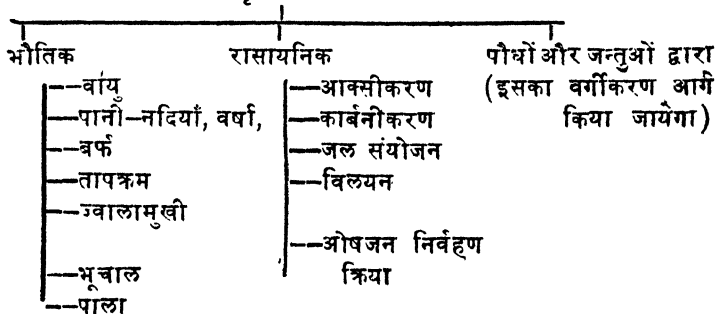 भौतिक
--वायु
--पानी-नदियाँ, वर्षा,
--बर्फ
--तापक्रम
--ज्वालामुखी
--भूचाल
--पाला
रासायनिक
--आक्सीकरण
--कार्बनीकरण
--जल संयोजन
--विलयन
--ओषजन निर्वहण
क्रिया
पौधों और जन्तुओं द्वारा
(इसका वर्गीकरण आगे
किया जायेगा)